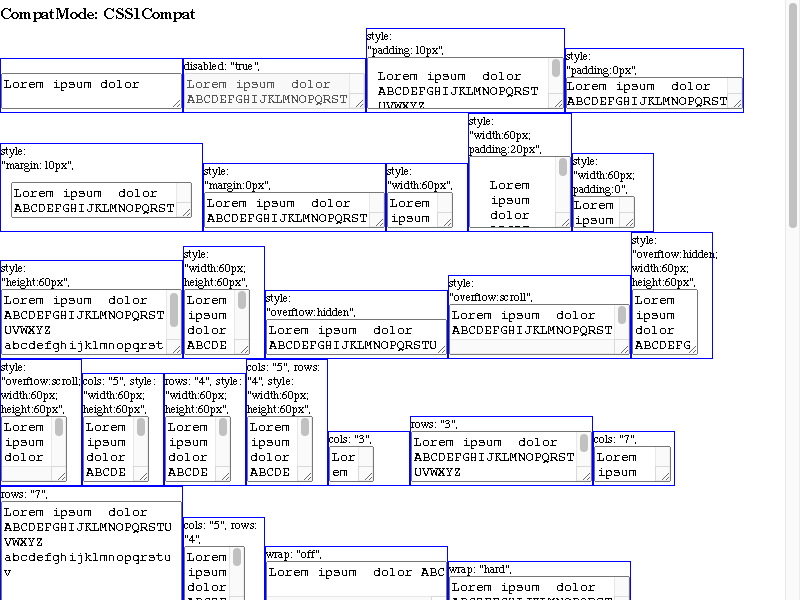 CompatMode: CSS1Compat
Lorem ipsum  dolor
disabled: "true",
Lorem ipsum  dolor
ABCDEFGHIJKLMNOPQRST
style:
"padding: 10px",
Lorem ipsum  dolor
ABCDEFGHIJKLMNOPQRST
UVWXYZ
style:
"padding:0px",
Lorem ipsum  dolor
ABCDEFGHIJKLMNOPQRST
style:
"margin: 10px",
Lorem ipsum  dolor
ABCDEFGHIJKLMNOPQRST
style:
"margin:0px",
Lorem ipsum  dolor
ABCDEFGHIJKLMNOPQRST
style:
"width:60px",
Lorem
ipsum
style:
"width:60px;
padding:20px",
Lorem
ipsum
dolor
style:
"width:60px;
padding:0",
Lorem
ipsum
style:
"height:60px",
Lorem ipsum  dolor
ABCDEFGHIJKLMNOPQRST
UVWXYZ
abcdefghijklmnopqrst
style:
"width:60px;
height:60px",
Lorem
ipsum
dolor
ABCDE
style:
"overflow:hidden",
Lorem ipsum  dolor
ABCDEFGHIJKLMNOPQRSTU
style:
"overflow:scroll",
Lorem ipsum  dolor
ABCDEFGHIJKLMNOPQRST
style:
"overflow:hidden;
width:60px;
height:60px",
Lorem
ipsum
dolor
ABCDEFG
style:
"overflow:scroll;
width:60px;
height:60px",
Lorem
ipsum
dolor
cols: "5", style:
"width:60px;
height:60px",
Lorem
ipsum
dolor
ABCDE
rows: "4", style:
"width:60px;
height:60px",
Lorem
ipsum
dolor
ABCDE
cols: "5", rows:
"4", style:
"width:60px;
height:60px",
Lorem
ipsum
dolor
ABCDE
cols: "3",
Lor
em
rows: "3",
Lorem ipsum  dolor
ABCDEFGHIJKLMNOPQRST
UVWXYZ
cols: "7",
Lorem
ipsum
rows: "7",
Lorem ipsum  dolor
ABCDEFGHIJKLMNOPQRSTU
VWXYZ
abcdefghijklmnopqrstu
v
cols: "5", rows:
"4",
Lorem
ipsum
dolor
ABCDE
wrap: "off",
Lorem ipsum  dolor ABC
wrap: "hard",
Lorem ipsum  dolor
ABCDEFGHIJKLMNOPQRST